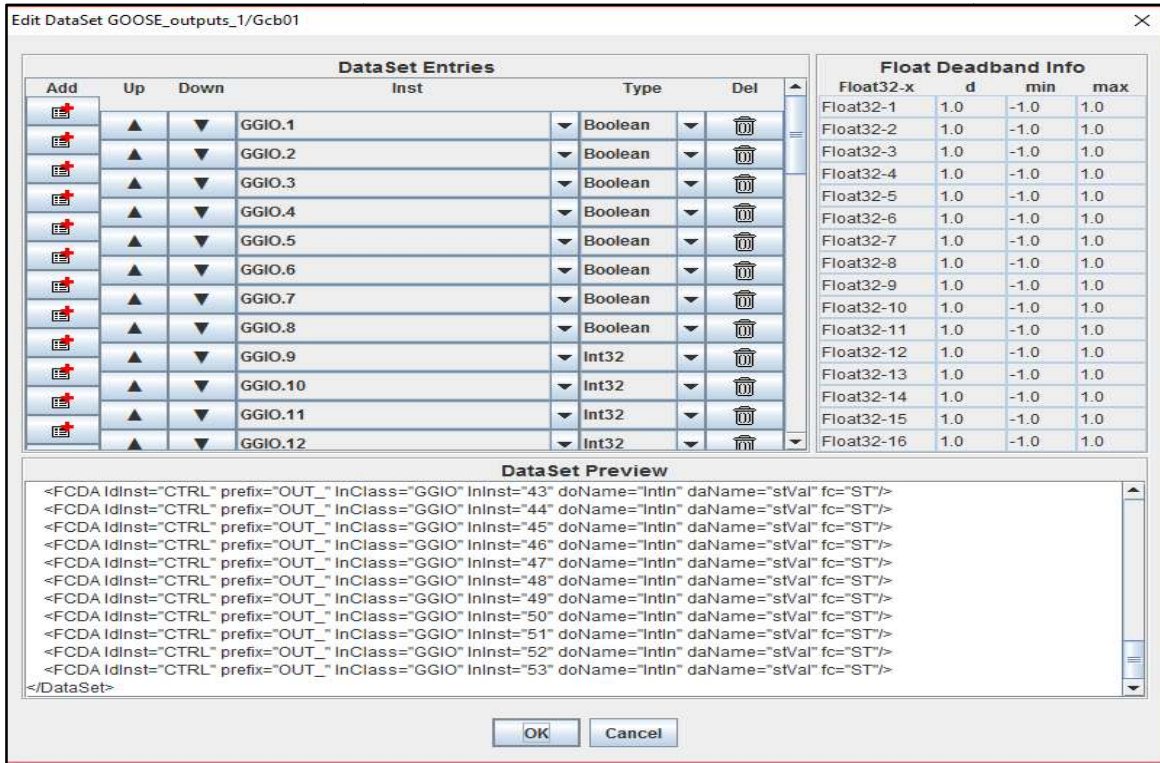 Edit DataSet GOOSE_outputs_1/Gcb01
DataSet Entries
Add Up Down Inst Type Del
GGIO.1 Boolean
GGIO.2 Boolean
GGIO.3 Boolean
GGIO.4 Boolean
GGIO.5 Boolean
GGIO.6 Boolean
GGIO.7 Boolean
GGIO.8 Boolean
GGIO.9 Int32
GGIO.10 Int32
GGIO.11 Int32
GGIO.12 Int32
Float Deadband Info
Float32-x d min max
Float32-1 1.0 -1.0 1.0
Float32-2 1.0 -1.0 1.0
Float32-3 1.0 -1.0 1.0
Float32-4 1.0 -1.0 1.0
Float32-5 1.0 -1.0 1.0
Float32-6 1.0 -1.0 1.0
Float32-7 1.0 -1.0 1.0
Float32-8 1.0 -1.0 1.0
Float32-9 1.0 -1.0 1.0
Float32-10 1.0 -1.0 1.0
Float32-11 1.0 -1.0 1.0
Float32-12 1.0 -1.0 1.0
Float32-13 1.0 -1.0 1.0
Float32-14 1.0 -1.0 1.0
Float32-15 1.0 -1.0 1.0
Float32-16 1.0 -1.0 1.0
DataSet Preview
<FCDA ldInst="CTRL" prefix="OUT_" lnClass="GGIO" lnInst="43" doName="IntIn" daName="stVal" fc="ST"/>
<FCDA ldInst="CTRL" prefix="OUT_" lnClass="GGIO" lnInst="44" doName="IntIn" daName="stVal" fc="ST"/>
<FCDA ldInst="CTRL" prefix="OUT_" lnClass="GGIO" lnInst="45" doName="IntIn" daName="stVal" fc="ST"/>
<FCDA ldInst="CTRL" prefix="OUT_" lnClass="GGIO" lnInst="46" doName="IntIn" daName="stVal" fc="ST"/>
<FCDA ldInst="CTRL" prefix="OUT_" lnClass="GGIO" lnInst="47" doName="IntIn" daName="stVal" fc="ST"/>
<FCDA ldInst="CTRL" prefix="OUT_" lnClass="GGIO" lnInst="48" doName="IntIn" daName="stVal" fc="ST"/>
<FCDA ldInst="CTRL" prefix="OUT_" lnClass="GGIO" lnInst="49" doName="IntIn" daName="stVal" fc="ST"/>
<FCDA ldInst="CTRL" prefix="OUT_" lnClass="GGIO" lnInst="50" doName="IntIn" daName="stVal" fc="ST"/>
<FCDA ldInst="CTRL" prefix="OUT_" lnClass="GGIO" lnInst="51" doName="IntIn" daName="stVal" fc="ST"/>
<FCDA ldInst="CTRL" prefix="OUT_" lnClass="GGIO" lnInst="52" doName="IntIn" daName="stVal" fc="ST"/>
<FCDA ldInst="CTRL" prefix="OUT_" lnClass="GGIO" lnInst="53" doName="IntIn" daName="stVal" fc="ST"/>
</DataSet>
OK Cancel